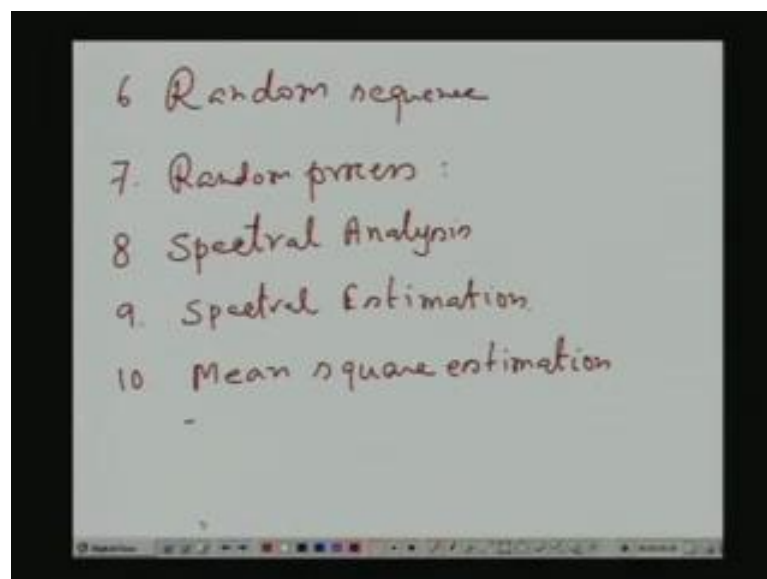 6 Random sequence
7. Random process :
8 Spectral Analysis
9. Spectral Estimation
10 Mean square estimation
-